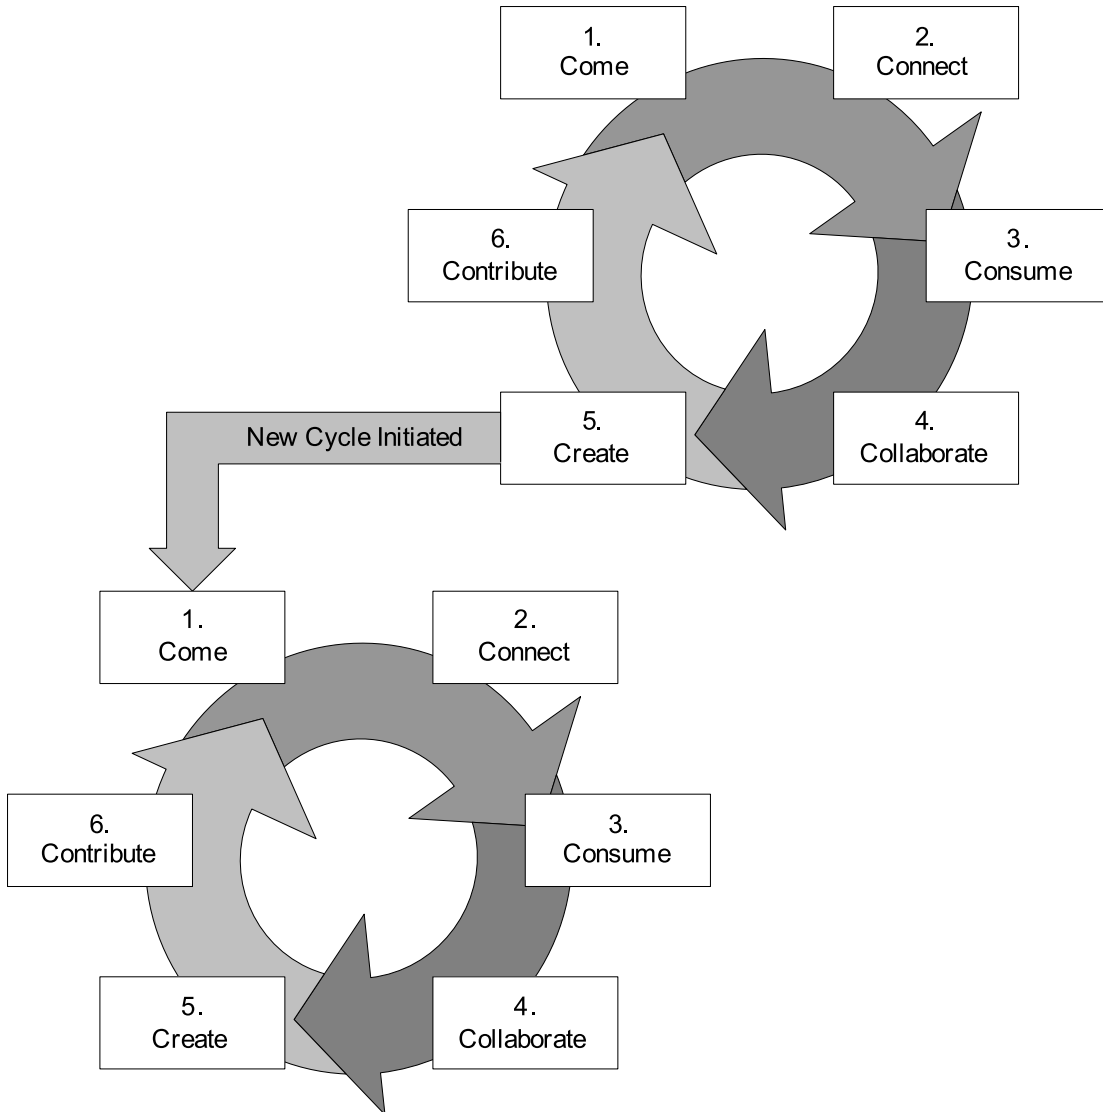 1.
Come
2.
Connect
6.
Contribute
3.
Consume
5.
Create
4.
Collaborate
New Cycle Initiated
1.
Come
2.
Connect
6.
Contribute
3.
Consume
5.
Create
4.
Collaborate